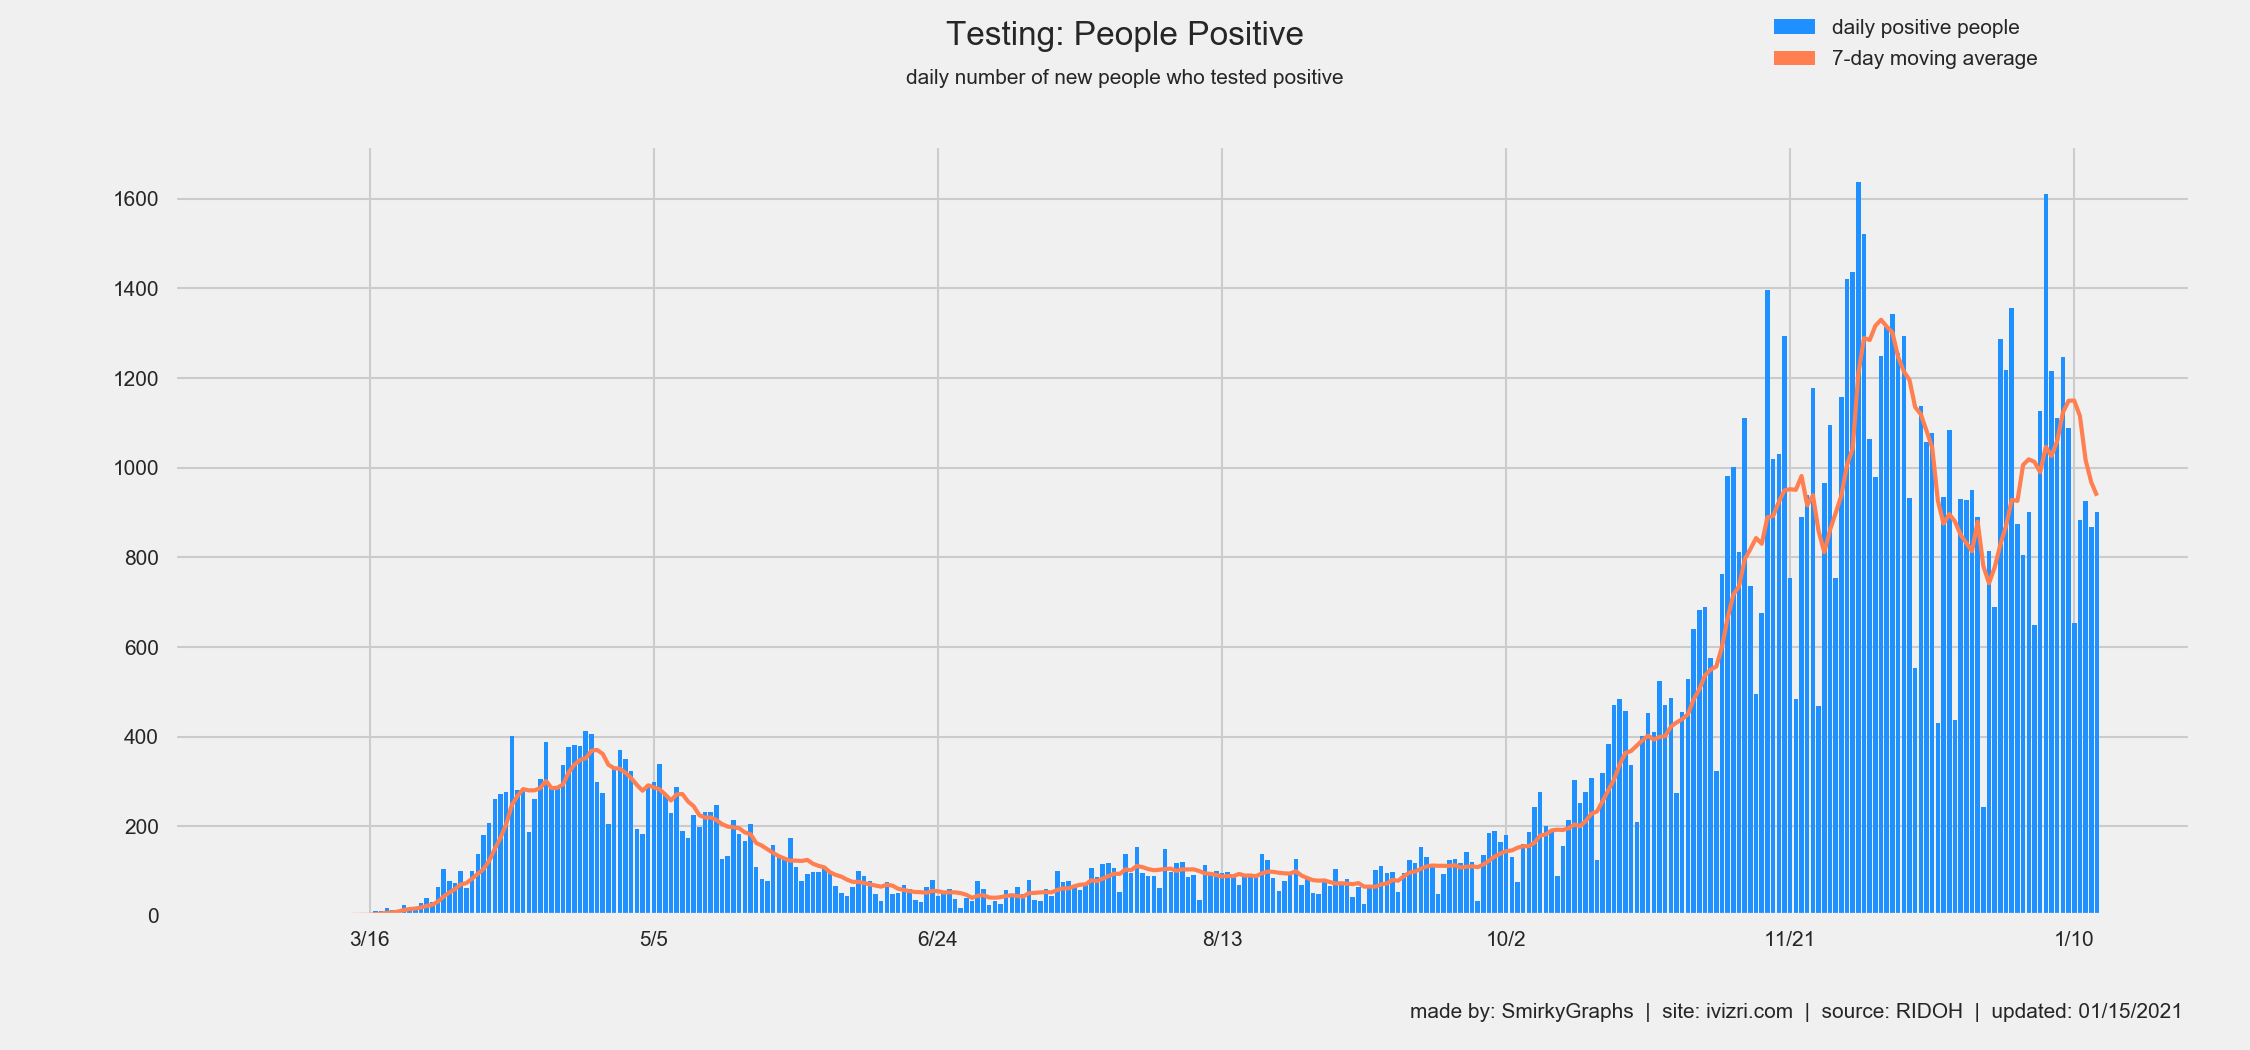 Testing: People Positive
daily number of new people who tested positive
daily positive people
7-day moving average
1600
1400
1200
1000
800
600
400
200
0
3/16 5/5 6/24 8/13 10/2 11/21 1/10
made by: SmirkyGraphs | site: ivizri.com | source: RIDOH | updated: 01/15/2021